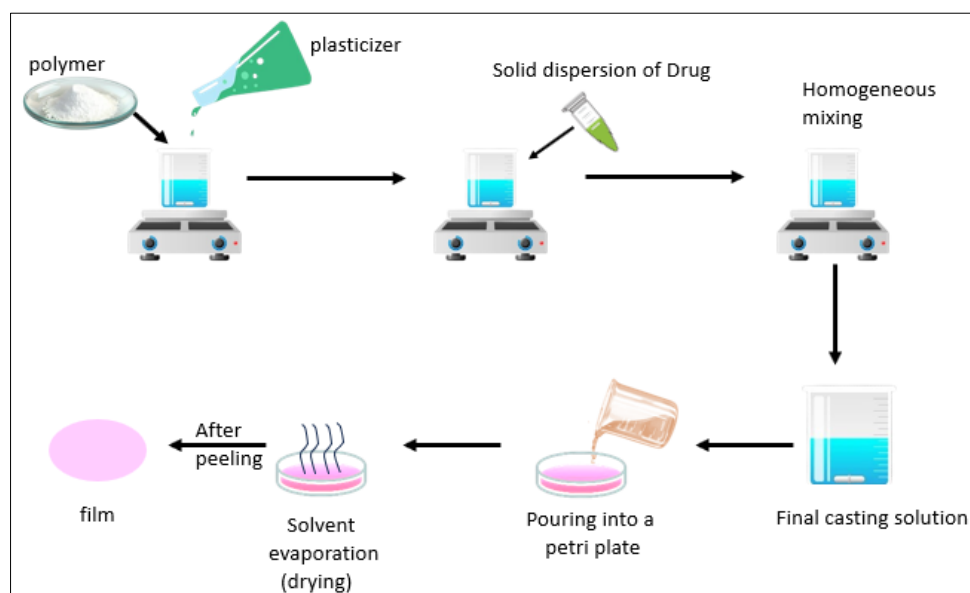 polymer
plasticizer
Solid dispersion of Drug
Homogeneous
mixing
Final casting solution
Pouring into a
petri plate
Solvent
evaporation
(drying)
After
peeling
film